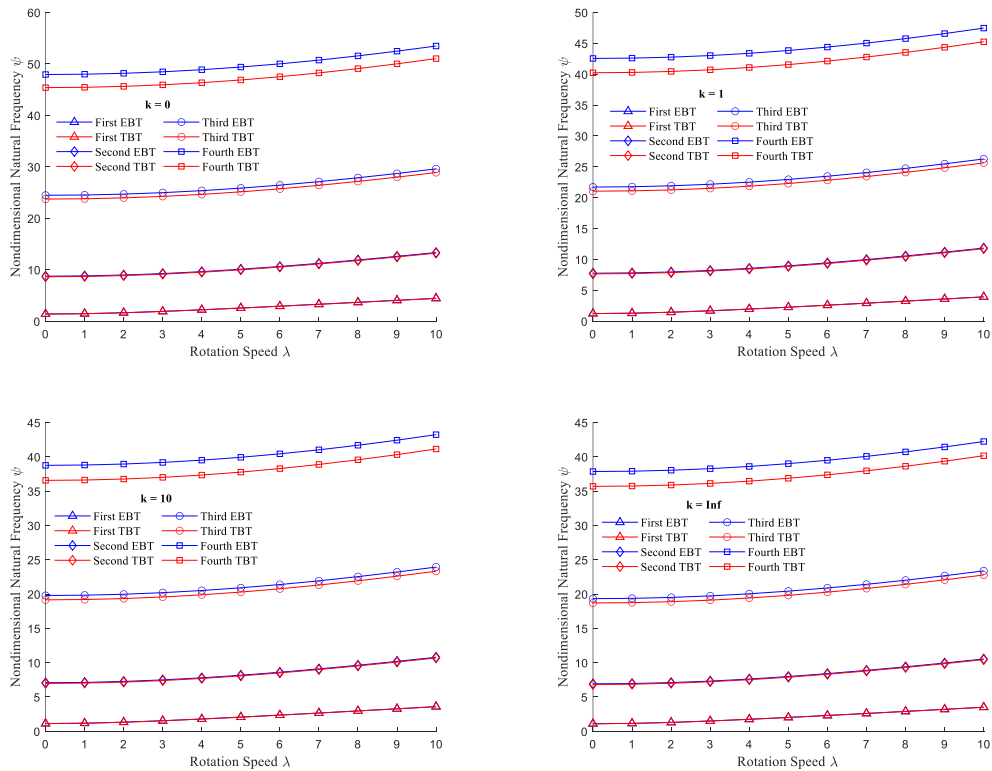 60
50
40
30
20
10
0
Nondimensional Natural Frequency ψ
k = 0
First EBT
First TBT
Second EBT
Second TBT
Third EBT
Third TBT
Fourth EBT
Fourth TBT
0 1 2 3 4 5 6 7 8 9 10
Rotation Speed λ
50
45
40
35
30
25
20
15
10
5
0
Nondimensional Natural Frequency ψ
k = 1
First EBT
First TBT
Second EBT
Second TBT
Third EBT
Third TBT
Fourth EBT
Fourth TBT
0 1 2 3 4 5 6 7 8 9 10
Rotation Speed λ
45
40
35
30
25
20
15
10
5
0
Nondimensional Natural Frequency ψ
k = 10
First EBT
First TBT
Second EBT
Second TBT
Third EBT
Third TBT
Fourth EBT
Fourth TBT
0 1 2 3 4 5 6 7 8 9 10
Rotation Speed λ
45
40
35
30
25
20
15
10
5
0
Nondimensional Natural Frequency ψ
k = Inf
First EBT
First TBT
Second EBT
Second TBT
Third EBT
Third TBT
Fourth EBT
Fourth TBT
0 1 2 3 4 5 6 7 8 9 10
Rotation Speed λ